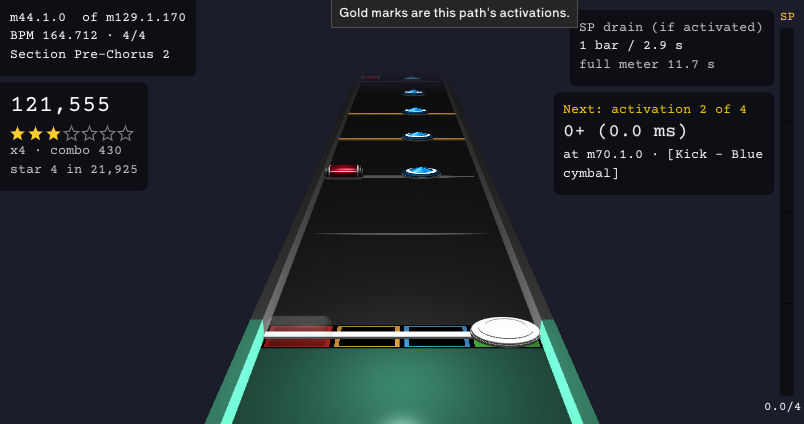 Gold marks are this path's activations.
m44.1.0  of m129.1.170
BPM 164.712 · 4/4
Section Pre-Chorus 2
121,555
x4 · combo 430
star 4 in 21,925
SP drain (if activated)
1 bar / 2.9 s
full meter 11.7 s
Next: activation 2 of 4
0+ (0.0 ms)
at m70.1.0 · [Kick - Blue
cymbal]
SP
0.0/4